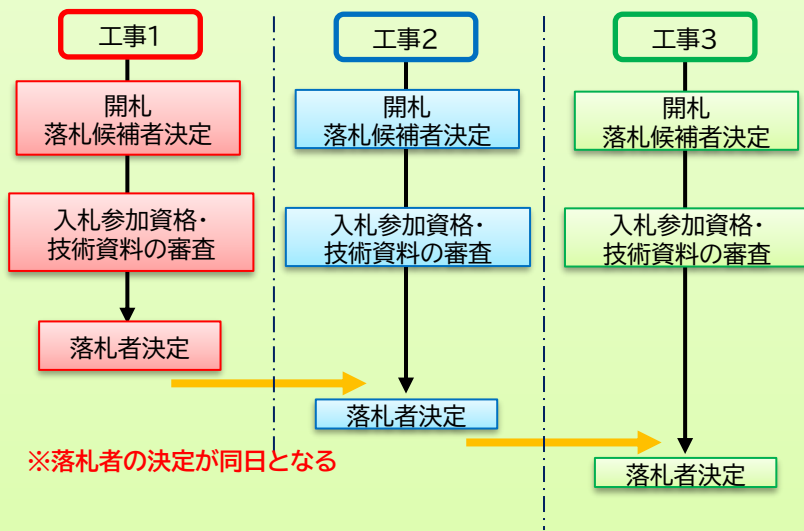 工事1
開札
落札候補者決定
入札参加資格・
技術資料の審査
落札者決定
工事2
開札
落札候補者決定
入札参加資格・
技術資料の審査
落札者決定
工事3
開札
落札候補者決定
入札参加資格・
技術資料の審査
落札者決定
※落札者の決定が同日となる